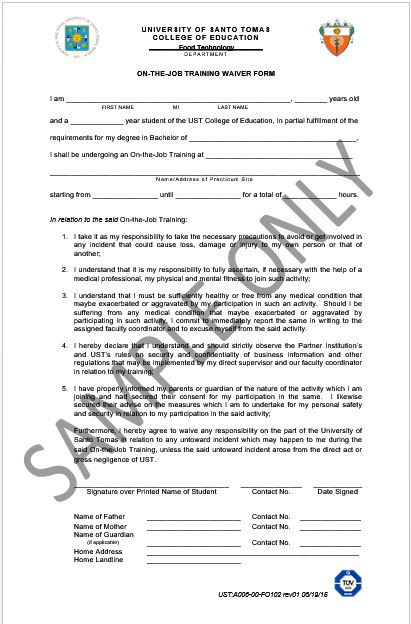 UNIVERSITY OF SANTO TOMAS
COLLEGE OF EDUCATION
Food Technology
DEPARTMENT
ON-THE-JOB TRAINING WAIVER FORM
I am ____________________, ________ years old
FIRST NAME MI LAST NAME
and a ____________ year student of the UST College of Education, in partial fulfillment of the
requirements for my degree in Bachelor of ____________________,
I shall be undergoing an On-the-Job Training at ____________________
____________________
Name/Address of Practicum Site
starting from ____________ until ____________ for a total of ____________ hours.
In relation to the said On-the-Job Training:
1. I take it as my responsibility to take the necessary precautions to avoid or get involved in
any incident that could cause loss, damage or injury to my own person or that of
another;
2. I understand that it is my responsibility to fully ascertain, if necessary with the help of a
medical professional, my physical and mental fitness to join such activity;
3. I understand that I must be sufficiently healthy or free from any medical condition that
maybe exacerbated or aggravated by my participation in such an activity. Should I be
suffering from any medical condition that maybe exacerbated or aggravated by
participating in such activity, I commit to immediately report the same in writing to the
assigned faculty coordinator and to excuse myself from the said activity.
4. I hereby declare that I understand and should strictly observe the Partner Institution's
and UST's rules on security and confidentiality of business information and other
regulations that may be implemented by my direct supervisor and our faculty coordinator
in relation to my training;
5. I have properly informed my parents or guardian of the nature of the activity which I am
joining and had secured their consent for my participation in the same. I likewise
secured their advise on the measures which I am to undertake for my personal safety
and security in relation to my participation in the said activity;
Furthermore, I hereby agree to waive any responsibility on the part of the University of
Santo Tomas in relation to any untoward incident which may happen to me during the
said On-the-Job Training, unless the said untoward incident arose from the direct act or
gross negligence of UST.
Signature over Printed Name of Student Contact No. Date Signed
Name of Father ____________________ Contact No. ____________
Name of Mother ____________________ Contact No. ____________
Name of Guardian
(if applicable) ____________________ Contact No. ____________
Home Address ____________________
Home Landline ____________________
TÜV
UST:A006-00-FO102 rev01 06/19/15
SAMPLE ONLY